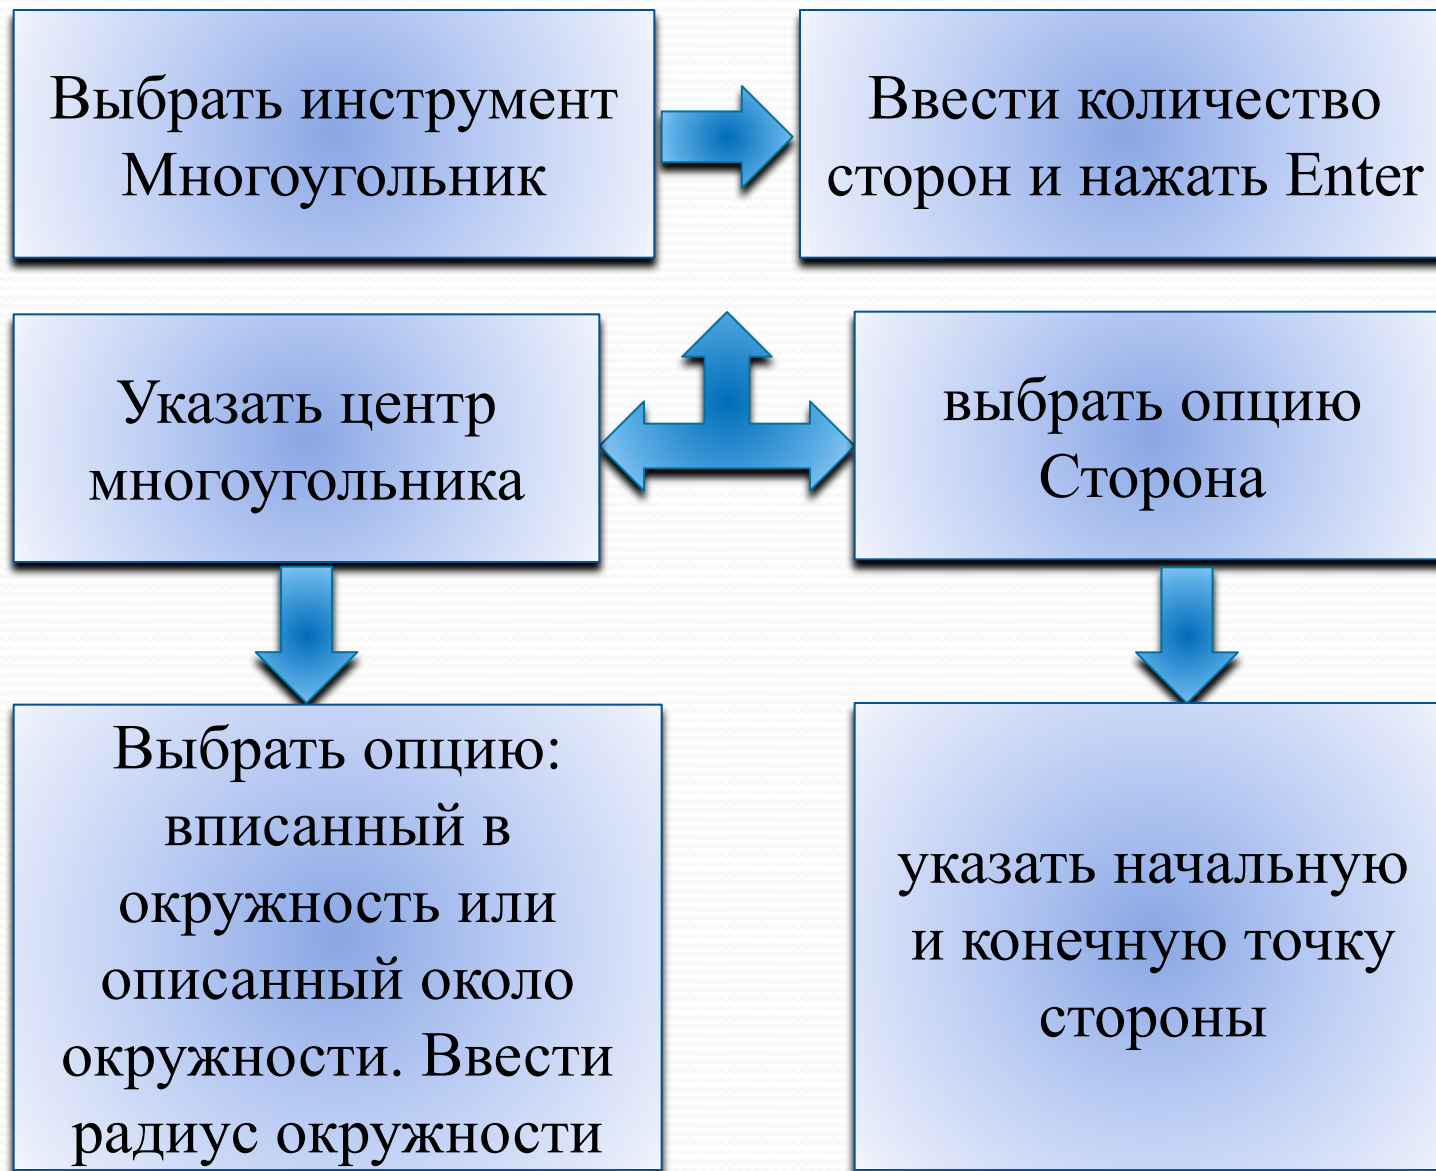 Выбрать инструмент
Многоугольник
Ввести количество
сторон и нажать Enter
Указать центр
многоугольника
выбрать опцию
Сторона
Выбрать опцию:
вписанный в
окружность или
описанный около
окружности. Ввести
радиус окружности
указать начальную
и конечную точку
стороны